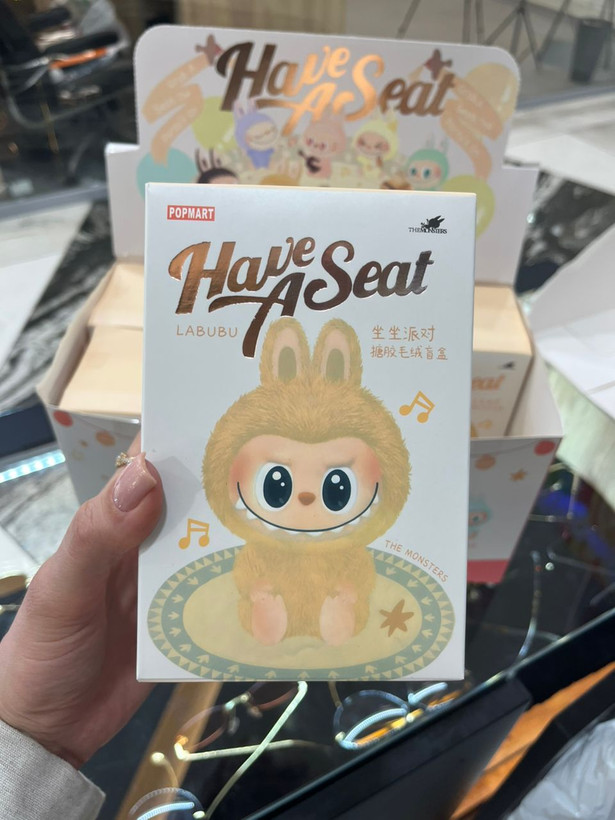 Have
A Seat
POPMART
THE MONSTERS
Have
A Seat
LABUBU
坐坐派对
搪胶毛绒盲盒
THE MONSTERS